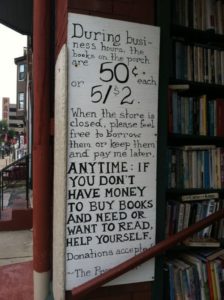 During busi-
ness hours, the
books on the porch
are 50¢ each
or 5/$2.
When the store is
closed, please feel
free to borrow
them or keep them
and pay me later.
ANYTIME: IF
YOU DON'T
HAVE MONEY
TO BUY BOOKS
AND NEED OR
WANT TO READ,
HELP YOURSELF.
Donations accepted
~ The